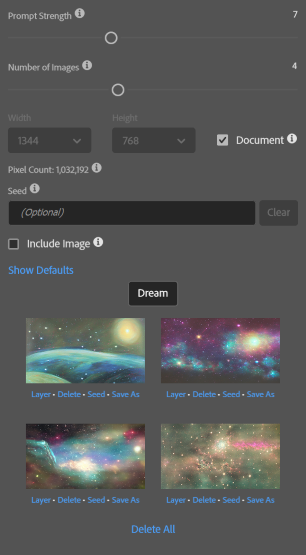 Prompt Strength 7
Number of Images 4
Width Height
1344 768 Document
Pixel Count: 1,032,192
Seed
(Optional) Clear
Include Image
Show Defaults
Dream
Layer • Delete • Seed • Save As Layer • Delete • Seed • Save As
Layer • Delete • Seed • Save As Layer • Delete • Seed • Save As
Delete All